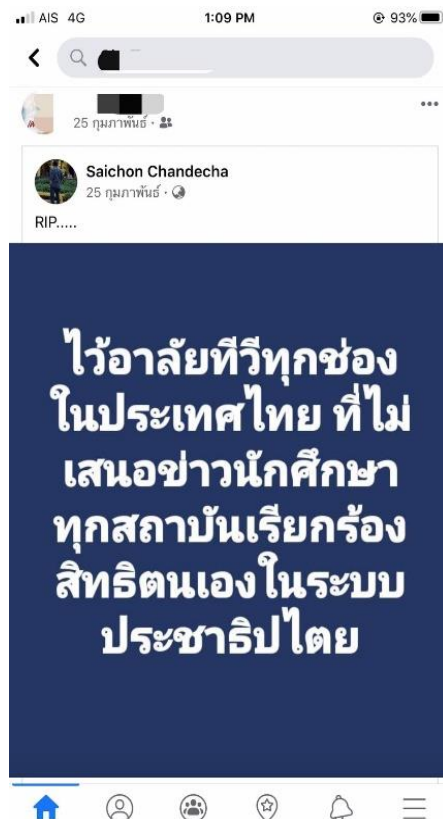 AIS 4G 1:09 PM 93%
25 กุมภาพันธ์ ·
Saichon Chandecha
25 กุมภาพันธ์ ·
RIP.....
ไว้อาลัยทีวีทุกช่อง
ในประเทศไทย ที่ไม่
เสนอข่าวนักศึกษา
ทุกสถาบันเรียกร้อง
สิทธิตนเองในระบบ
ประชาธิปไตย